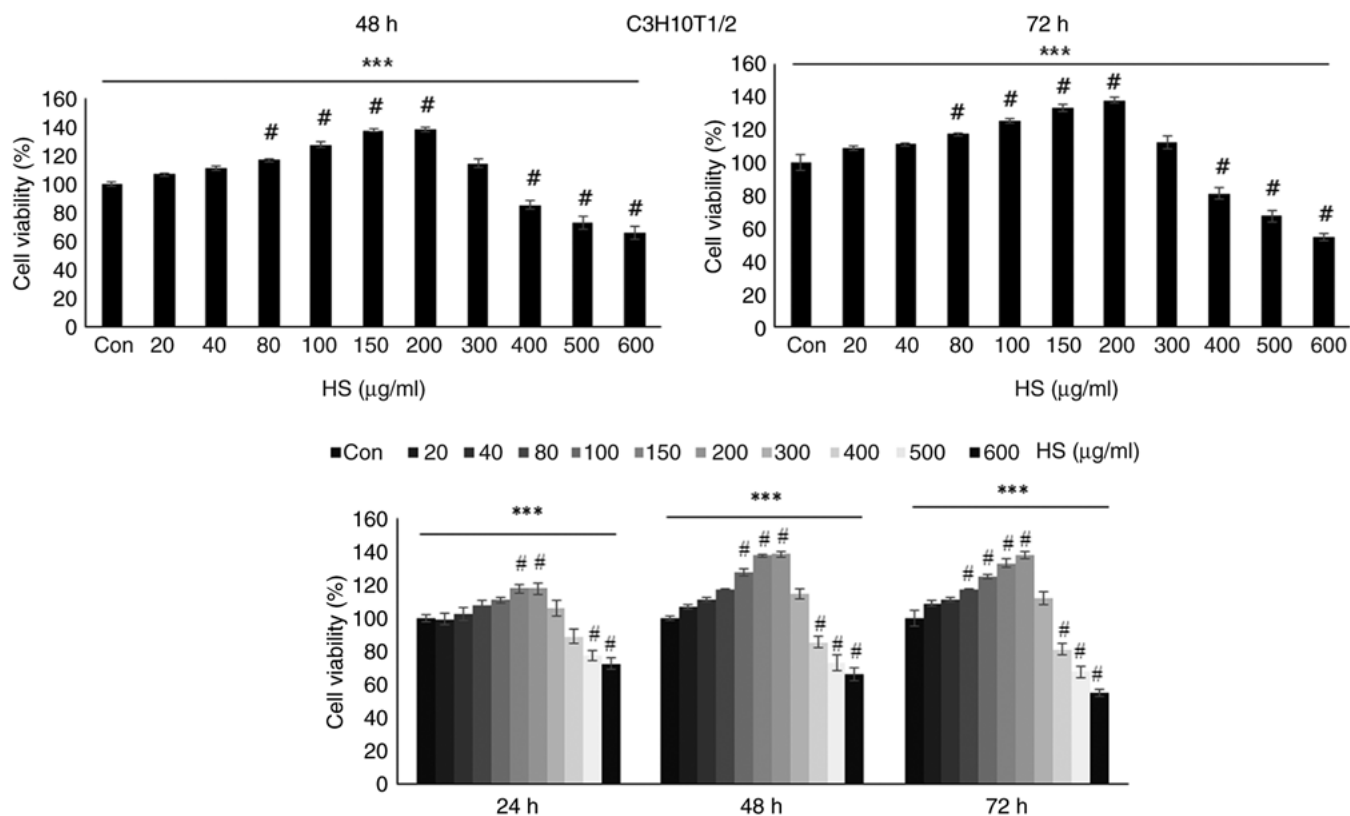 48 h
C3H10T1/2
72 h
***
160
140
120
100
80
60
40
20
0
Cell viability (%)
# # # # # # #
Con 20 40 80 100 150 200 300 400 500 600
HS (μg/ml)
***
160
140
120
100
80
60
40
20
0
Cell viability (%)
# # # # # # #
Con 20 40 80 100 150 200 300 400 500 600
HS (μg/ml)
Con 20 40 80 100 150 200 300 400 500 600 HS (μg/ml)
160
140
120
100
80
60
40
20
0
Cell viability (%)
*** *** ***
# # # #
# # # # # #
# # # # # # #
24 h 48 h 72 h